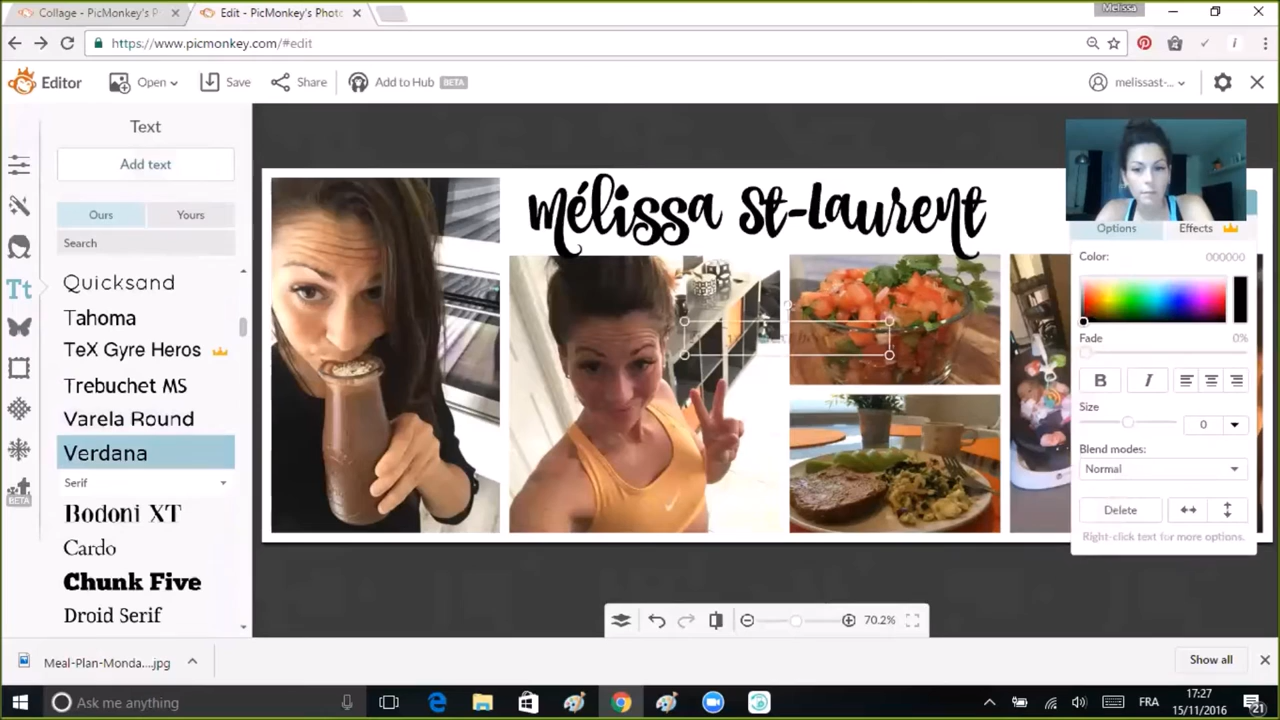 Collage - PicMonkey's P
Edit - PicMonkey's Photo
Melissa
https://www.picmonkey.com/#edit
Editor
Open
Save
Share
Add to Hub BETA
melissast-...
Text
Add text
Ours
Yours
Search
Quicksand
Tahoma
TeX Gyre Heros
Trebuchet MS
Varela Round
Verdana
Serif
Bodoni XT
Cardo
Chunk Five
Droid Serif
BETA
mélissa St-Laurent
Options
Effects
Color:
000000
Fade
0%
B
I
Size
0
Blend modes:
Normal
Delete
Right-click text for more options.
70.2%
Meal-Plan-Monda....jpg
Show all
Ask me anything
FRA
17:27
15/11/2016
21